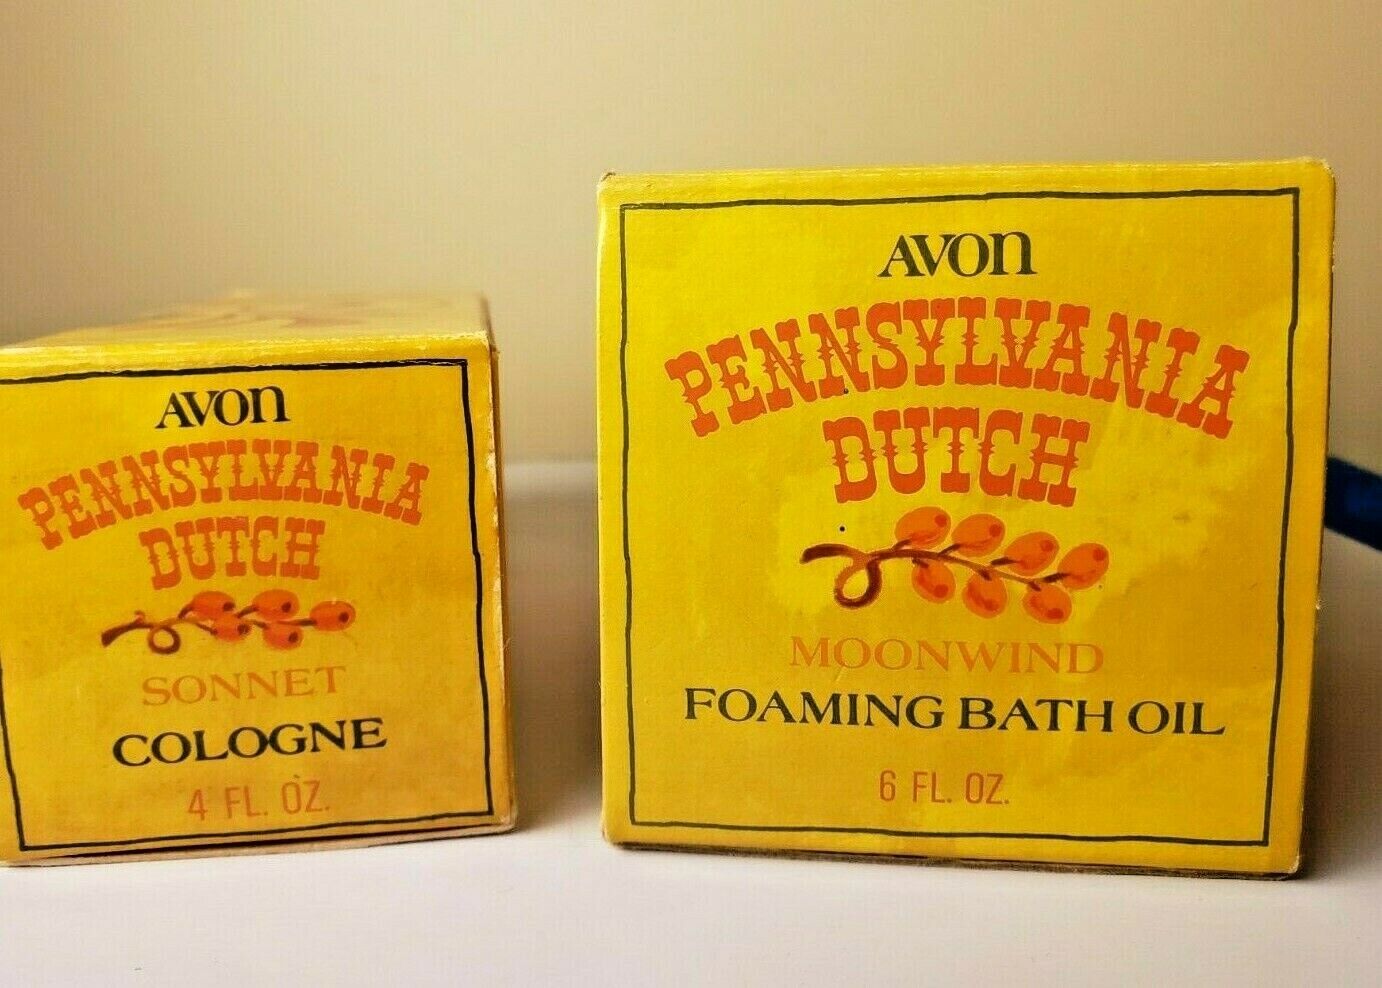 AVON
PENNSYLVANIA
DUTCH
SONNET
COLOGNE
4 FL. OZ.
AVON
PENNSYLVANIA
DUTCH
MOONWIND
FOAMING BATH OIL
6 FL. OZ.